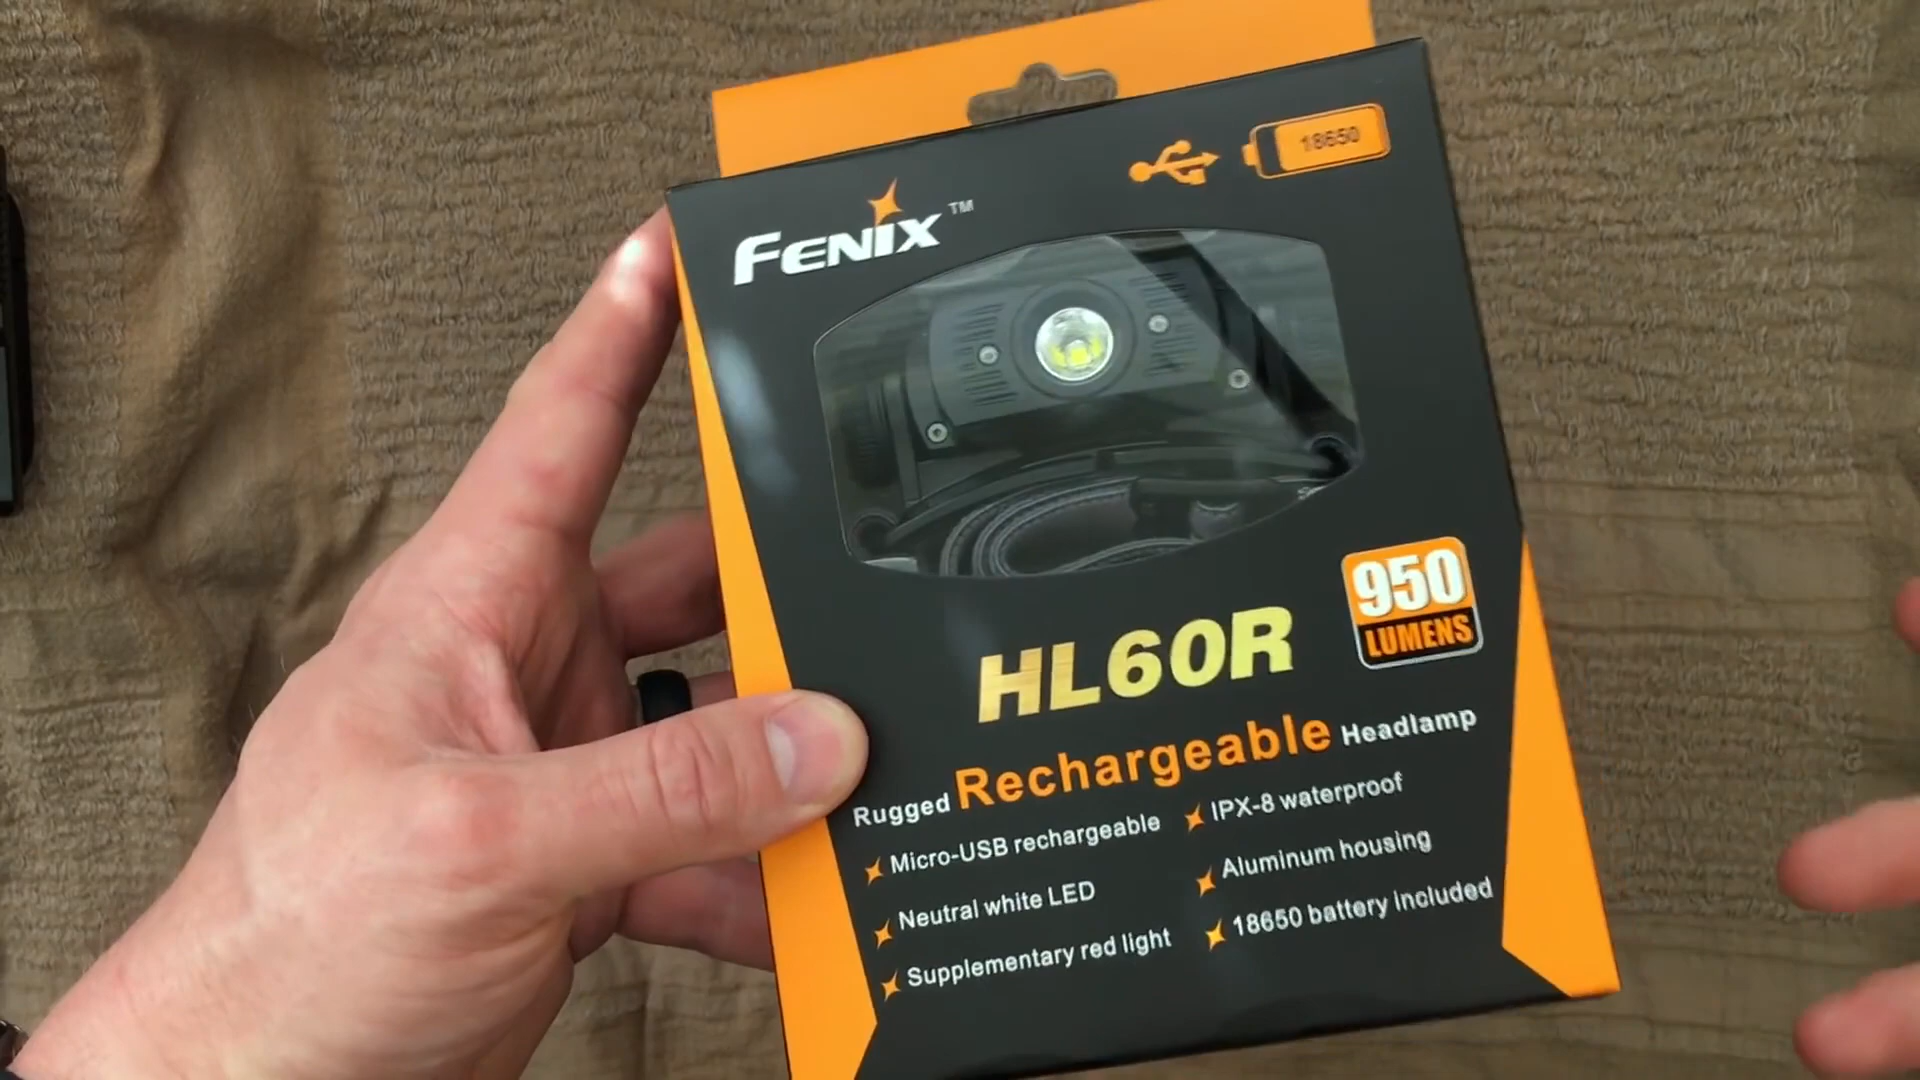 18650
FENIX™
950
LUMENS
HL60R
Rugged Rechargeable Headlamp
Micro-USB rechargeable
IPX-8 waterproof
Neutral white LED
Aluminum housing
Supplementary red light
18650 battery included